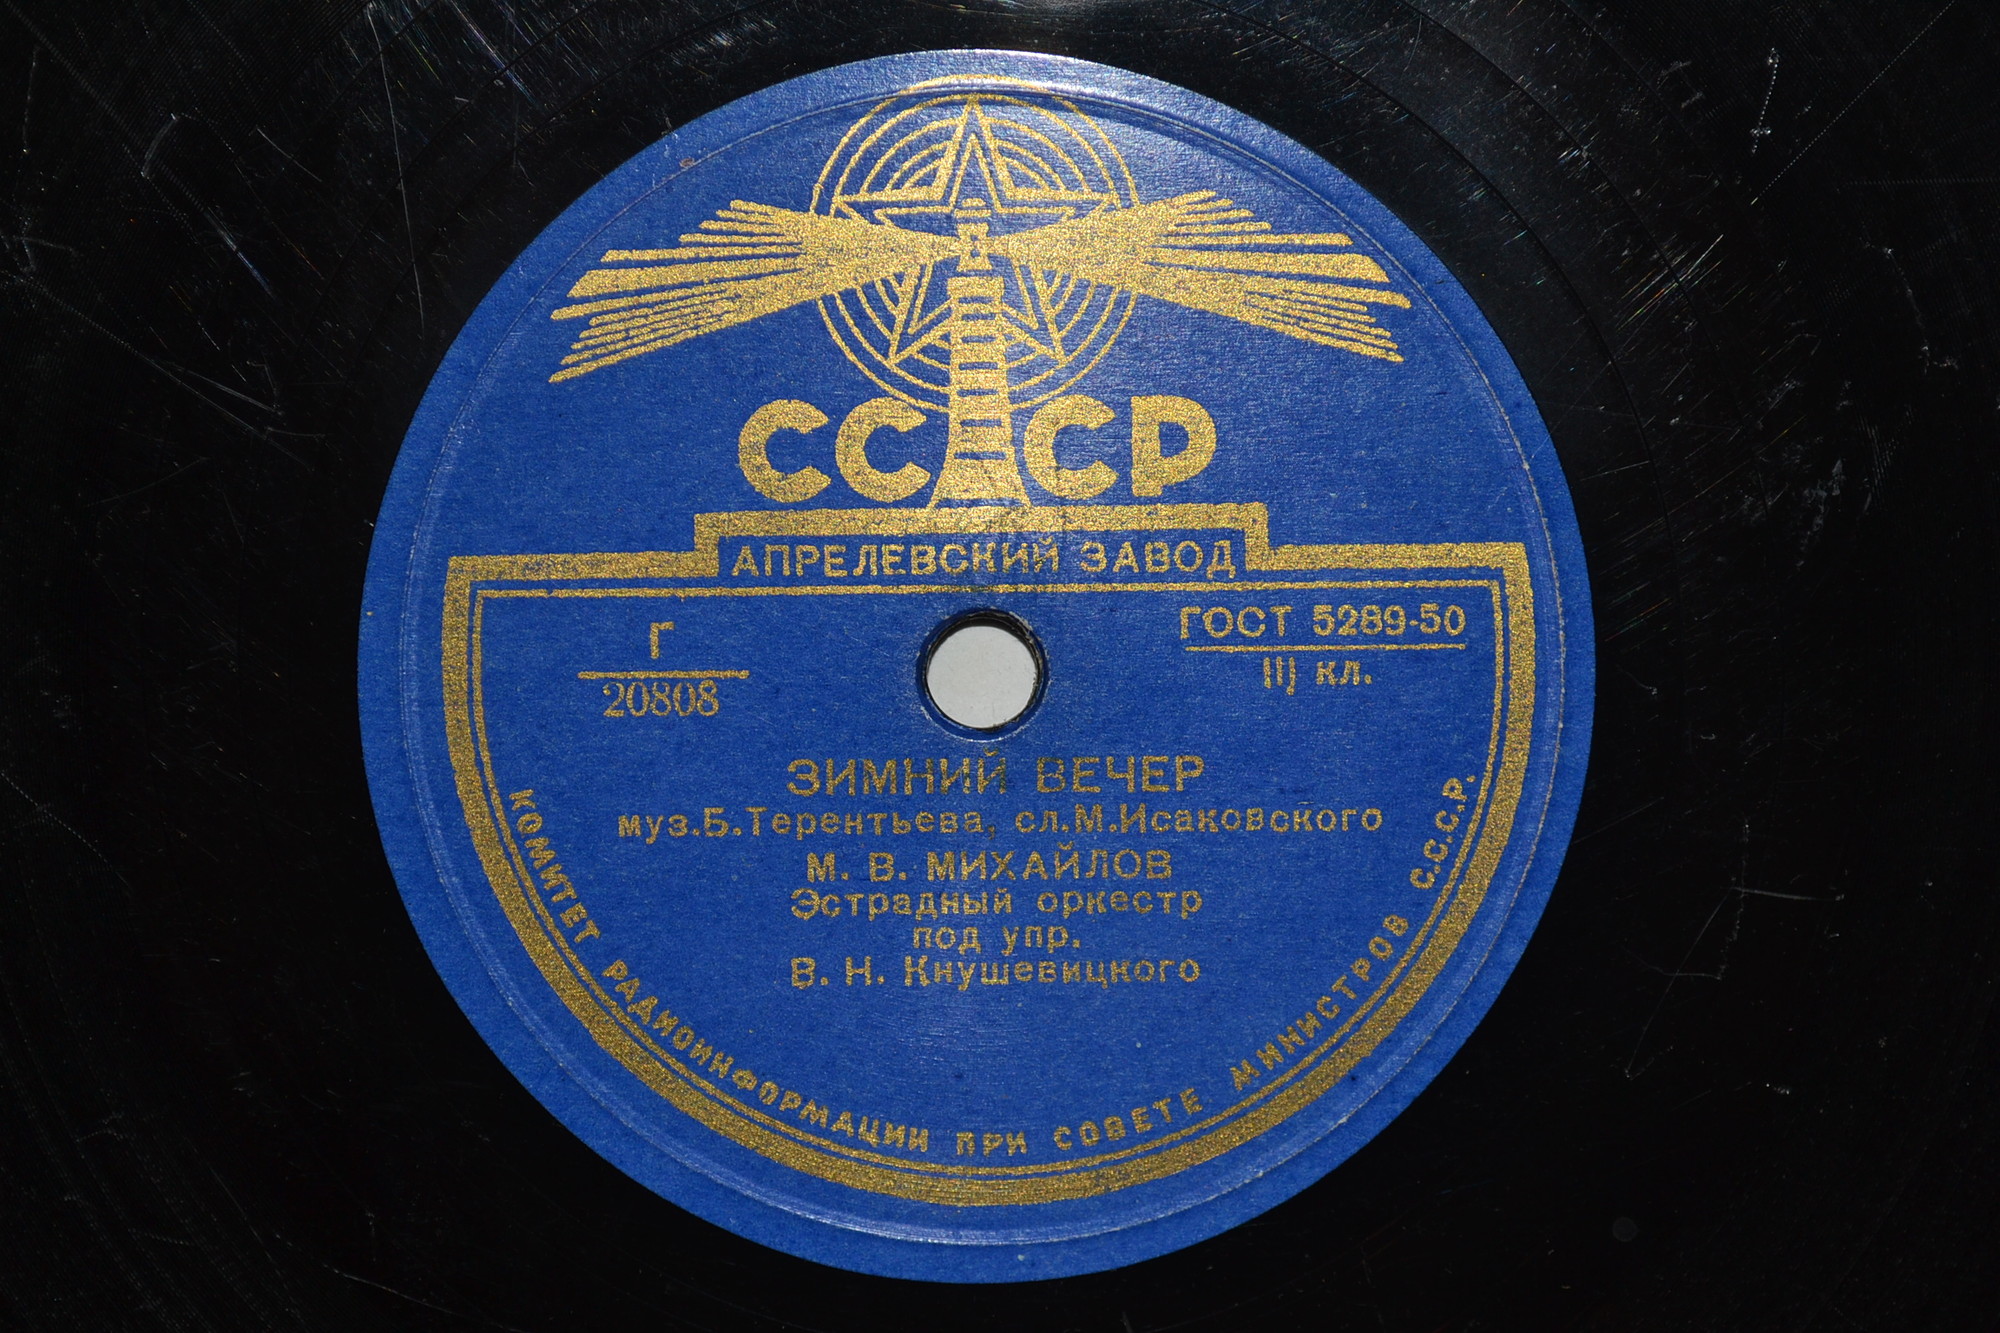 СССР
АПРЕЛЕВСКИЙ ЗАВОД
Г
20808
ГОСТ 5289-50
III кл.
ЗИМНИЙ ВЕЧЕР
муз.Б.Терентьева, сл.М.Исаковского
М. В. МИХАЙЛОВ
Эстрадный оркестр
под упр.
В. Н. Кнушевицкого
КОМИТЕТ РАДИОИНФОРМАЦИИ ПРИ СОВЕТЕ МИНИСТРОВ С.С.С.Р.